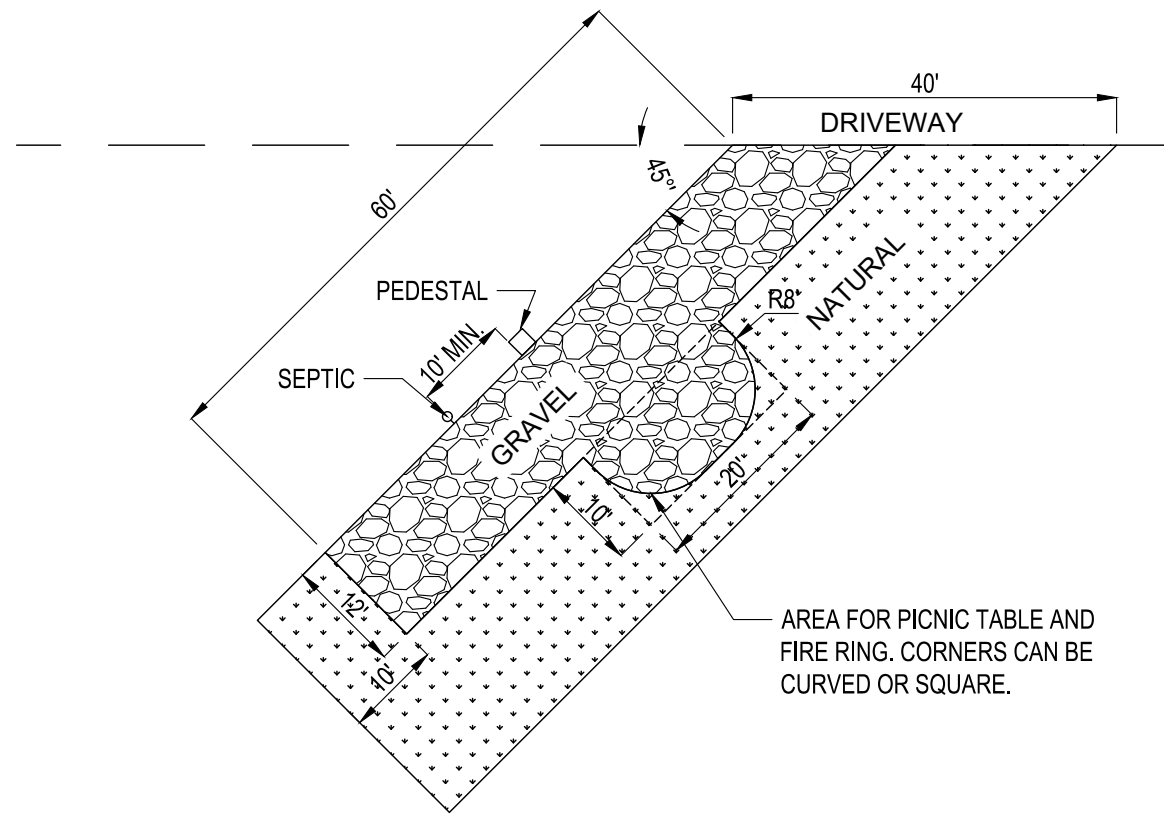 40'
DRIVEWAY
60'
45°
PEDESTAL
10' MIN.
SEPTIC
R8'
NATURAL
GRAVEL
20'
10'
12'
10'
AREA FOR PICNIC TABLE AND
FIRE RING. CORNERS CAN BE
CURVED OR SQUARE.